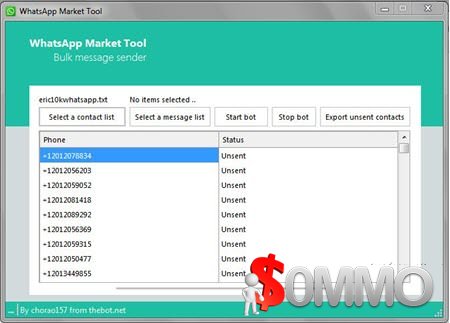 WhatsApp Market Tool
WhatsApp Market Tool
Bulk message sender
eric10kwhatsapp.txt No items selected ..
Select a contact list Select a message list Start bot Stop bot Export unsent contacts
Phone Status
+12012078834 Unsent
+12012056203 Unsent
+12012059052 Unsent
+12012081418 Unsent
+12012089292 Unsent
+12012056369 Unsent
+12012059315 Unsent
+12012050477 Unsent
+12013449855 Unsent
$OMMO
... | By chorao157 from thebot.net